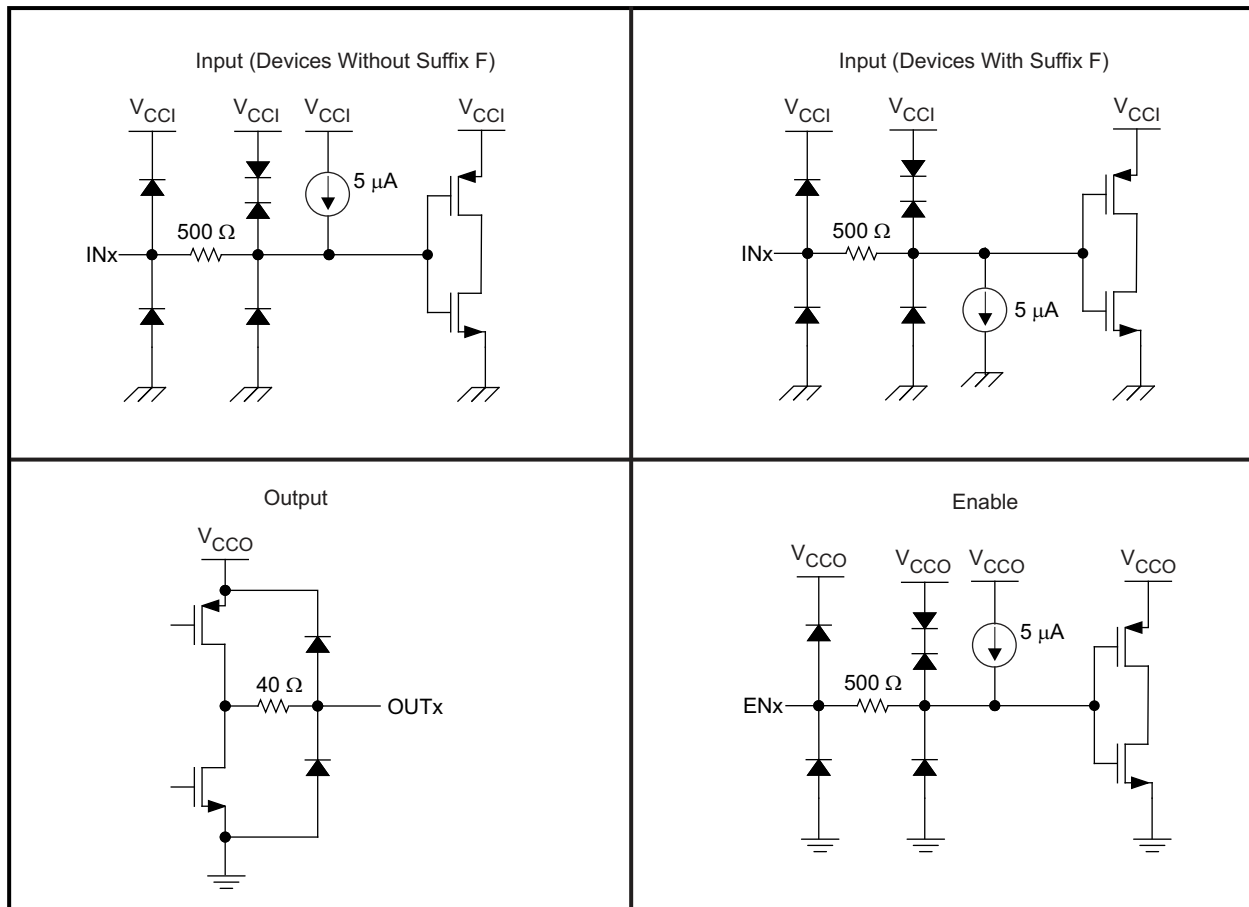 Input (Devices Without Suffix F)
V_CCI V_CCI V_CCI V_CCI
5 μA
500 Ω
INx
Input (Devices With Suffix F)
V_CCI V_CCI V_CCI
500 Ω
INx
5 μA
Output
V_CCO
40 Ω
OUTx
Enable
V_CCO V_CCO V_CCO V_CCO
5 μA
500 Ω
ENx